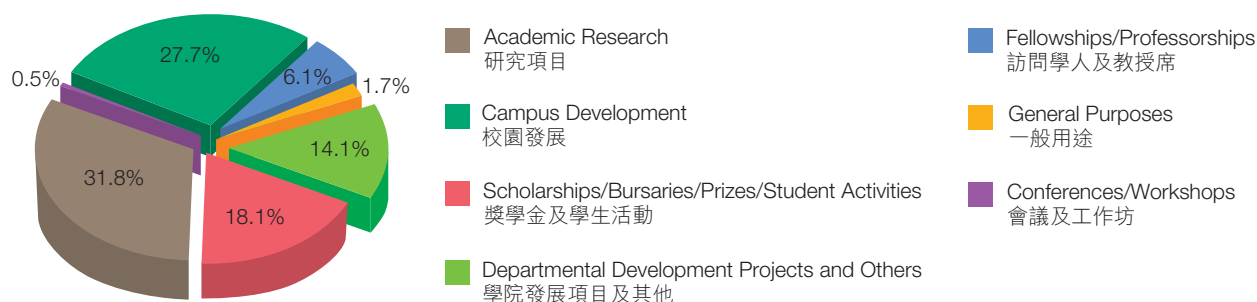 27.7%
6.1%
1.7%
0.5%
14.1%
31.8%
18.1%
Academic Research
研究項目
Campus Development
校園發展
Scholarships/Bursaries/Prizes/Student Activities
獎學金及學生活動
Departmental Development Projects and Others
學院發展項目及其他
Fellowships/Professorships
訪問學人及教授席
General Purposes
一般用途
Conferences/Workshops
會議及工作坊